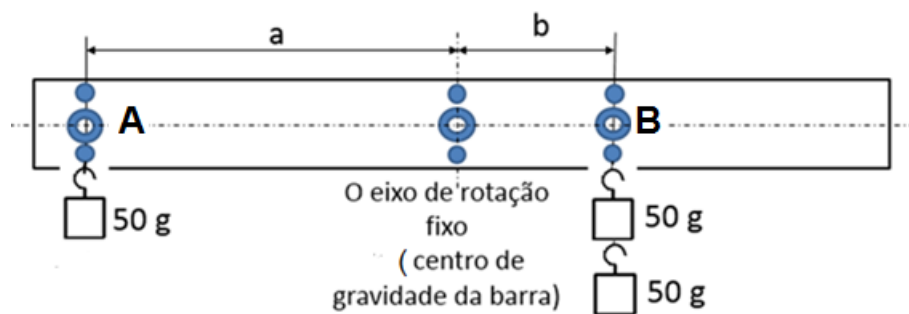 a
b
A
B
50 g
O eixo de rotação
fixo
( centro de
gravidade da barra)
50 g
50 g